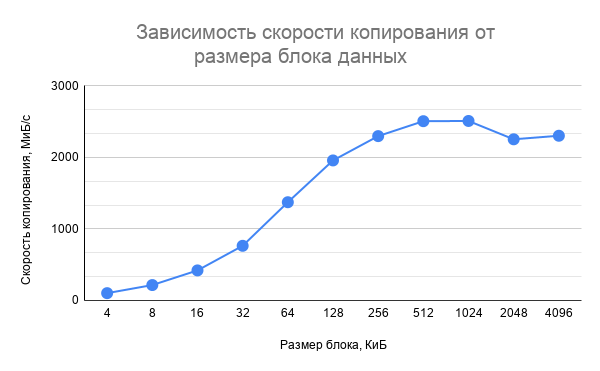 Зависимость скорости копирования от
размера блока данных
Скорость копирования, МиБ/с
3000
2000
1000
0
4 8 16 32 64 128 256 512 1024 2048 4096
Размер блока, КиБ